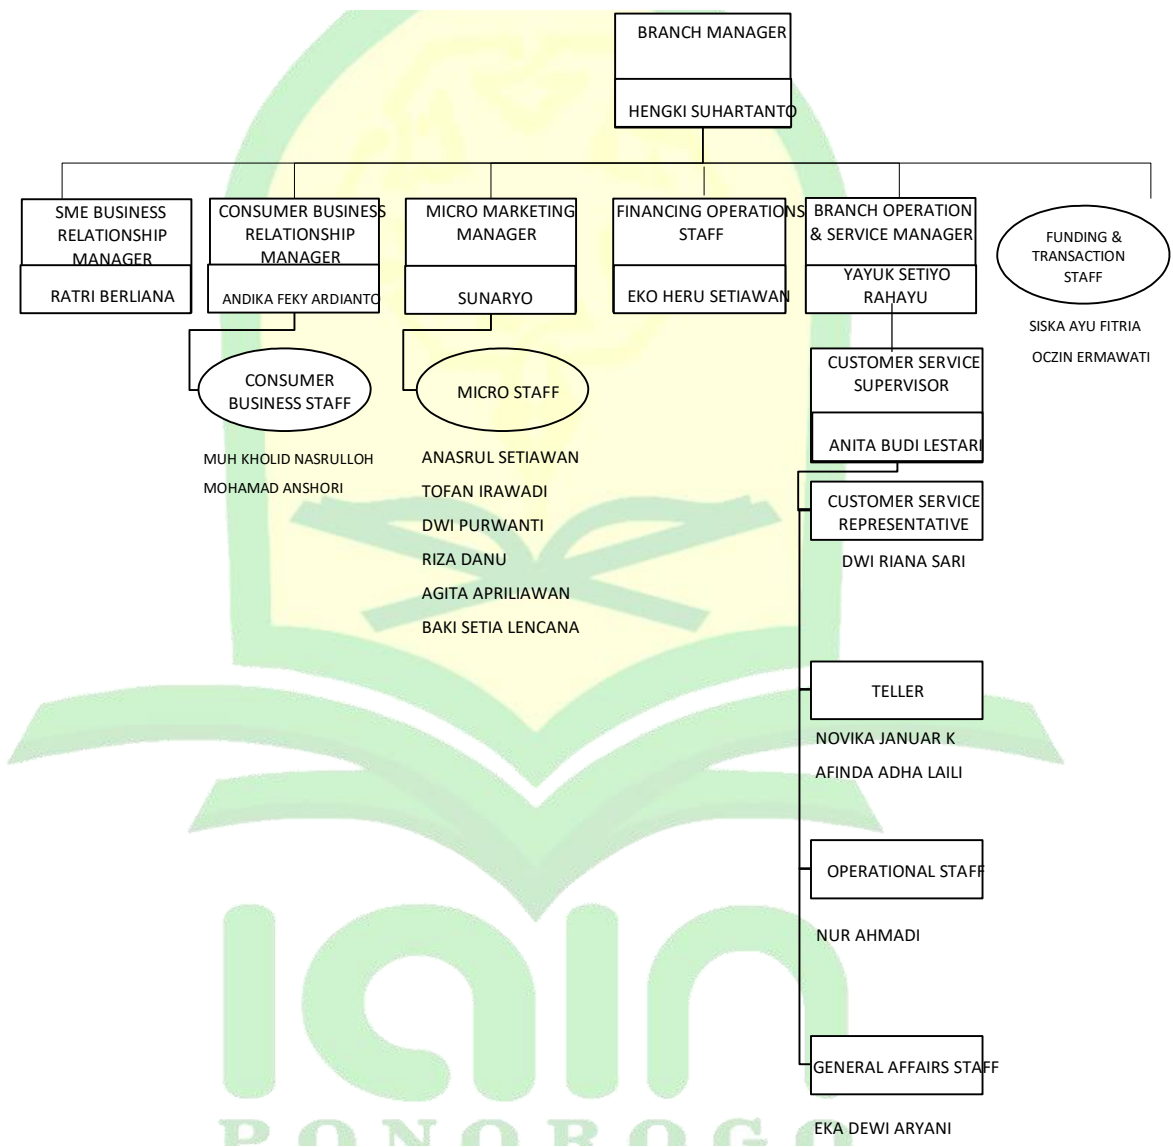 BRANCH MANAGER
HENGKI SUHARTANTO
SME BUSINESS
RELATIONSHIP
MANAGER
RATRI BERLIANA
CONSUMER BUSINESS
RELATIONSHIP
MANAGER
ANDIKA FEKY ARDIANTO
MICRO MARKETING
MANAGER
SUNARYO
FINANCING OPERATIONS
STAFF
EKO HERU SETIAWAN
BRANCH OPERATION
& SERVICE MANAGER
YAYUK SETIYO
RAHAYU
FUNDING &
TRANSACTION
STAFF
SISKA AYU FITRIA
OCZIN ERMAWATI
CONSUMER
BUSINESS STAFF
MUH KHOLID NASRULLOH
MOHAMAD ANSHORI
MICRO STAFF
ANASRUL SETIAWAN
TOFAN IRAWADI
DWI PURWANTI
RIZA DANU
AGITA APRILIAWAN
BAKI SETIA LENCANA
CUSTOMER SERVICE
SUPERVISOR
ANITA BUDI LESTARI
CUSTOMER SERVICE
REPRESENTATIVE
DWI RIANA SARI
TELLER
NOVIKA JANUAR K
AFINDA ADHA LAILI
OPERATIONAL STAFF
NUR AHMADI
GENERAL AFFAIRS STAFF
EKA DEWI ARYANI
iain
PONOROGO